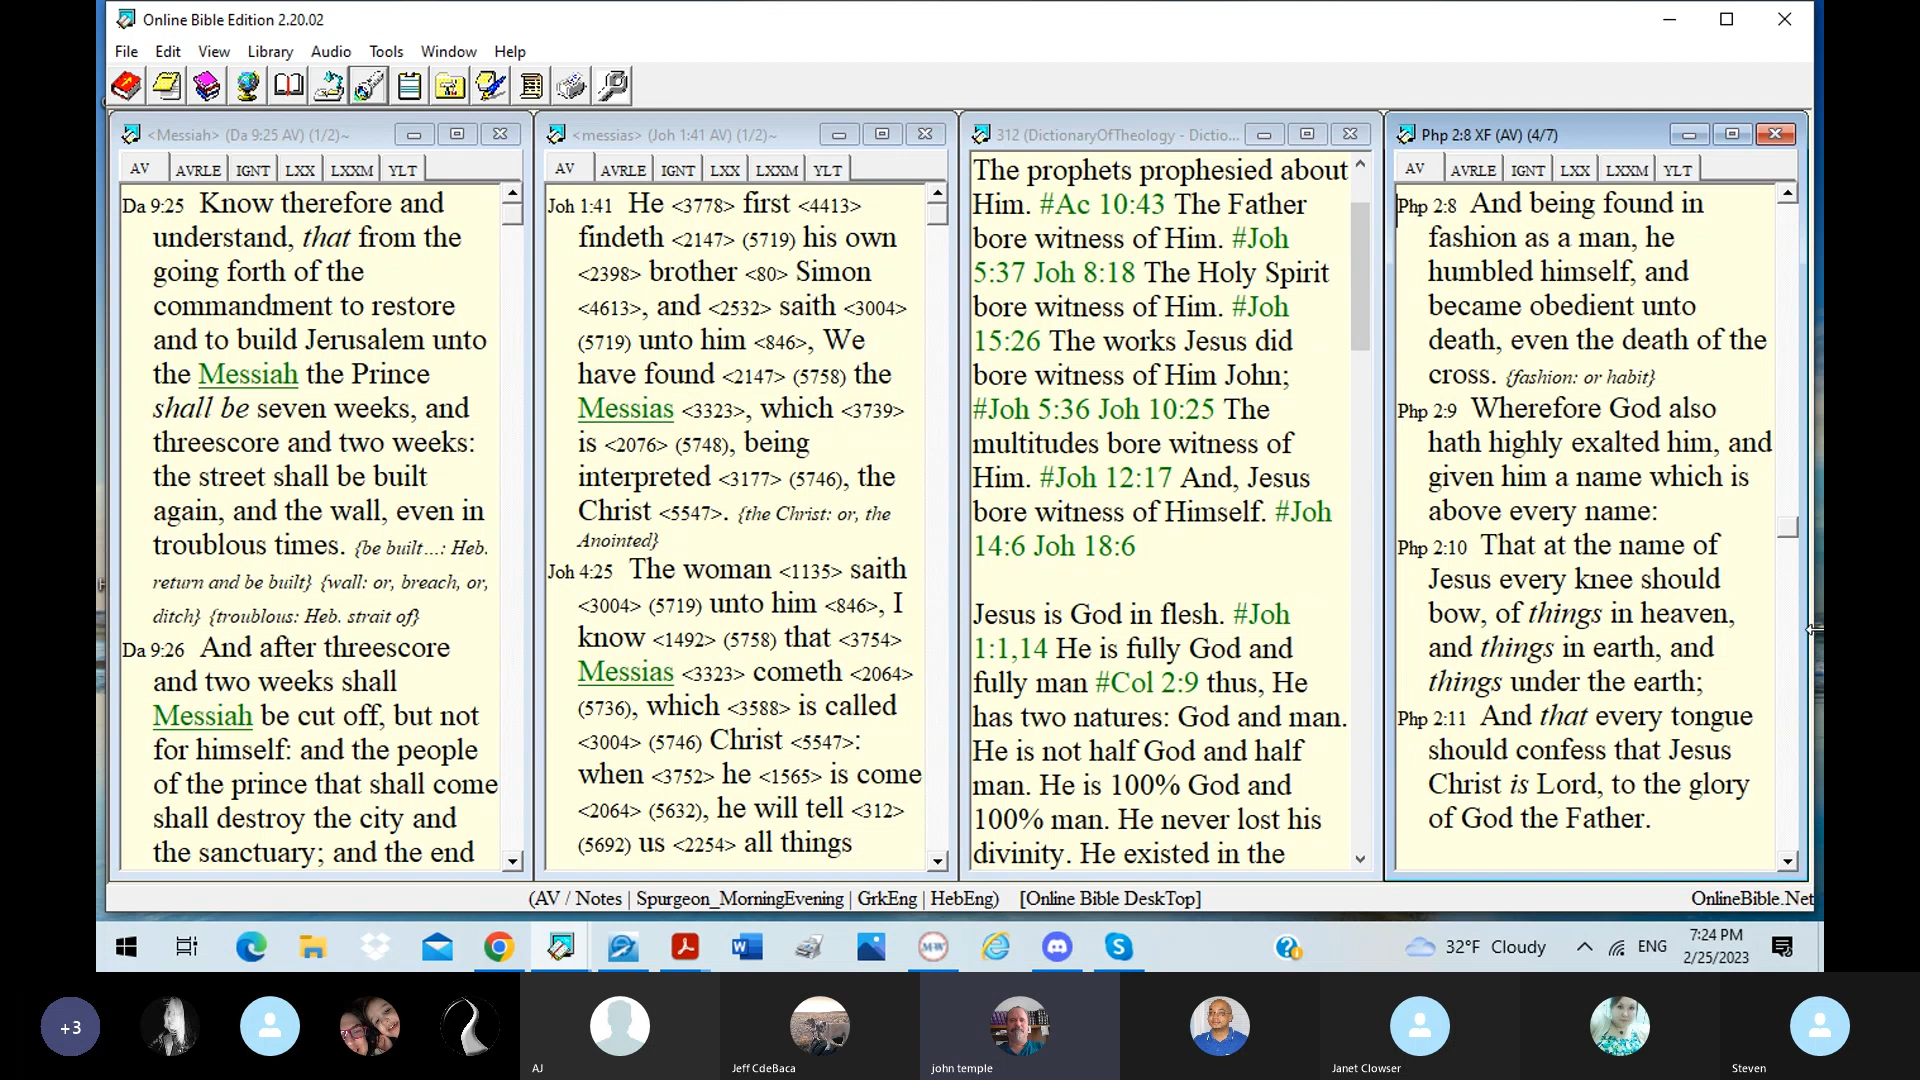 Online Bible Edition 2.20.02
File Edit View Library Audio Tools Window Help
<Messiah> (Da 9:25 AV) (1/2)~
AV AVRLE IGNT LXX LXXM YLT
Da 9:25 Know therefore and
understand, that from the
going forth of the
commandment to restore
and to build Jerusalem unto
the Messiah the Prince
shall be seven weeks, and
threescore and two weeks:
the street shall be built
again, and the wall, even in
troublous times. {be built...: Heb.
return and be built} {wall: or, breach, or,
ditch} {troublous: Heb. strait of}
Da 9:26 And after threescore
and two weeks shall
Messiah be cut off, but not
for himself: and the people
of the prince that shall come
shall destroy the city and
the sanctuary; and the end
<messias> (Joh 1:41 AV) (1/2)~
AV AVRLE IGNT LXX LXXM YLT
Joh 1:41 He <3778> first <4413>
findeth <2147> (5719) his own
<2398> brother <80> Simon
<4613>, and <2532> saith <3004>
(5719) unto him <846>, We
have found <2147> (5758) the
Messias <3323>, which <3739>
is <2076> (5748), being
interpreted <3177> (5746), the
Christ <5547>. {the Christ: or, the
Anointed}
Joh 4:25 The woman <1135> saith
<3004> (5719) unto him <846>, I
know <1492> (5758) that <3754>
Messias <3323> cometh <2064>
(5736), which <3588> is called
<3004> (5746) Christ <5547>:
when <3752> he <1565> is come
<2064> (5632), he will tell <312>
(5692) us <2254> all things
312 (DictionaryOfTheology - Dictio...
The prophets prophesied about
Him. #Ac 10:43 The Father
bore witness of Him. #Joh
5:37 Joh 8:18 The Holy Spirit
bore witness of Him. #Joh
15:26 The works Jesus did
bore witness of Him John;
#Joh 5:36 Joh 10:25 The
multitudes bore witness of
Him. #Joh 12:17 And, Jesus
bore witness of Himself. #Joh
14:6 Joh 18:6
Jesus is God in flesh. #Joh
1:1,14 He is fully God and
fully man #Col 2:9 thus, He
has two natures: God and man.
He is not half God and half
man. He is 100% God and
100% man. He never lost his
divinity. He existed in the
Php 2:8 XF (AV) (4/7)
AV AVRLE IGNT LXX LXXM YLT
Php 2:8 And being found in
fashion as a man, he
humbled himself, and
became obedient unto
death, even the death of the
cross. {fashion: or habit}
Php 2:9 Wherefore God also
hath highly exalted him, and
given him a name which is
above every name:
Php 2:10 That at the name of
Jesus every knee should
bow, of things in heaven,
and things in earth, and
things under the earth;
Php 2:11 And that every tongue
should confess that Jesus
Christ is Lord, to the glory
of God the Father.
(AV / Notes | Spurgeon_MorningEvening | GrkEng | HebEng) [Online Bible DeskTop]
OnlineBible.Net
32°F Cloudy
ENG
7:24 PM
2/25/2023
+3
AJ
Jeff CdeBaca
john temple
Janet Clowser
Steven